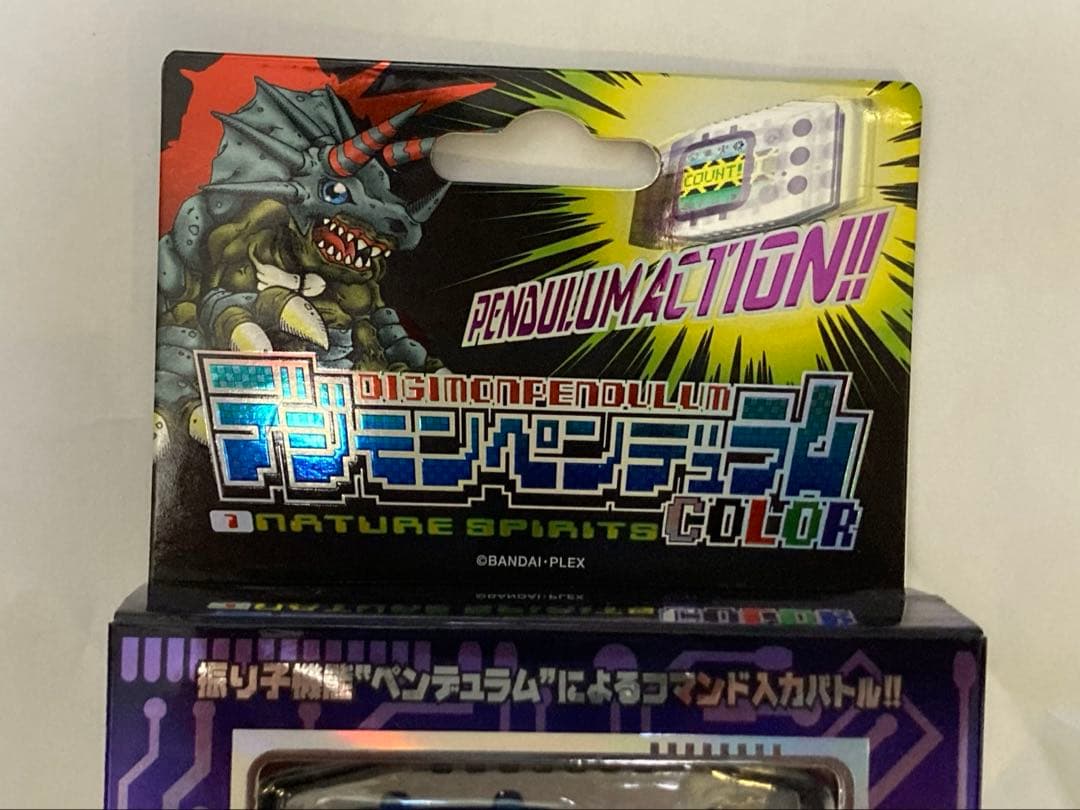 COUNT!
PENDULUMACTION!!
DIGIMONPENDULUM
デジモンペンデュラム
1 NATURE SPIRITS COLOR
©BANDAI・PLEX
振り子機能"ペンデュラム"によるコマンド入力バトル!!